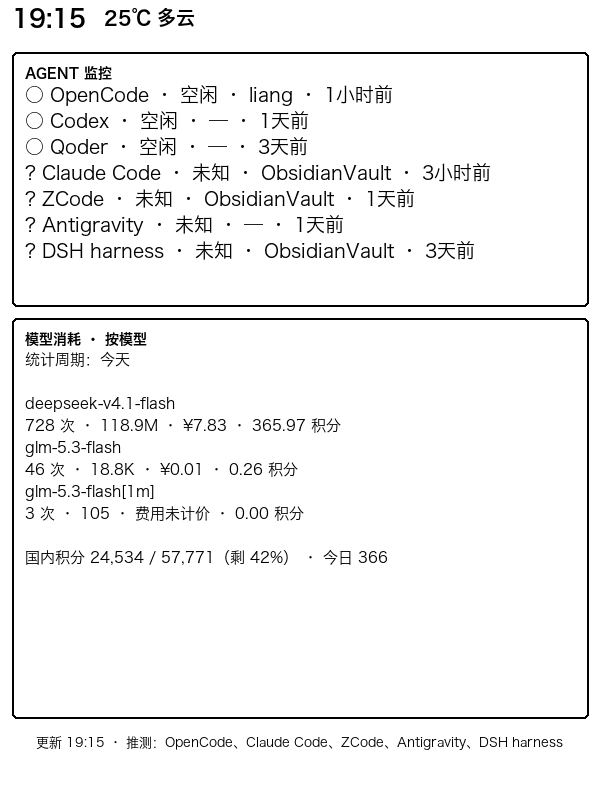 19:15 25℃ 多云
AGENT 监控
○ OpenCode · 空闲 · liang · 1小时前
○ Codex · 空闲 · — · 1天前
○ Qoder · 空闲 · — · 3天前
? Claude Code · 未知 · ObsidianVault · 3小时前
? ZCode · 未知 · ObsidianVault · 1天前
? Antigravity · 未知 · — · 1天前
? DSH harness · 未知 · ObsidianVault · 3天前
模型消耗 · 按模型
统计周期：今天
deepseek-v4.1-flash
728 次 · 118.9M · ¥7.83 · 365.97 积分
glm-5.3-flash
46 次 · 18.8K · ¥0.01 · 0.26 积分
glm-5.3-flash[1m]
3 次 · 105 · 费用未计价 · 0.00 积分
国内积分 24,534 / 57,771（剩 42%） · 今日 366
更新 19:15 · 推测：OpenCode、Claude Code、ZCode、Antigravity、DSH harness